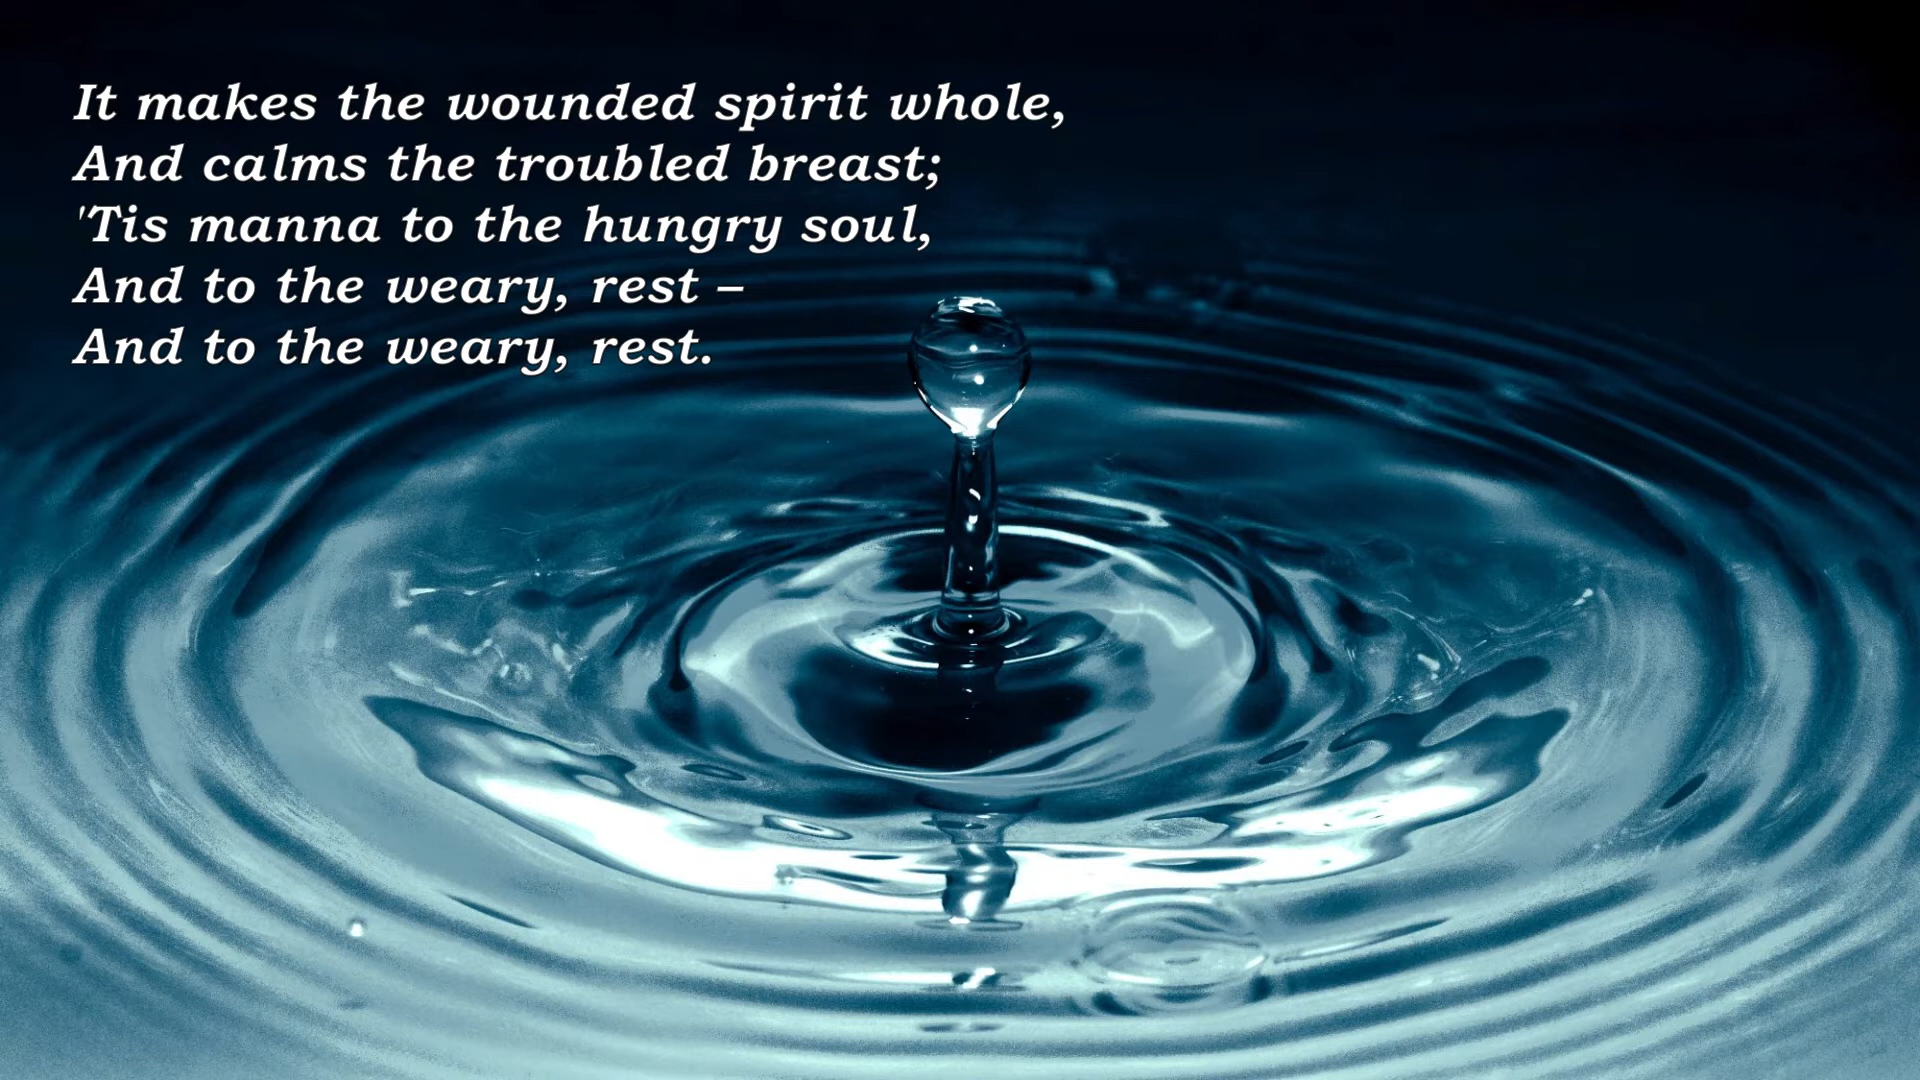 It makes the wounded spirit whole,
And calms the troubled breast;
'Tis manna to the hungry soul,
And to the weary, rest –
And to the weary, rest.